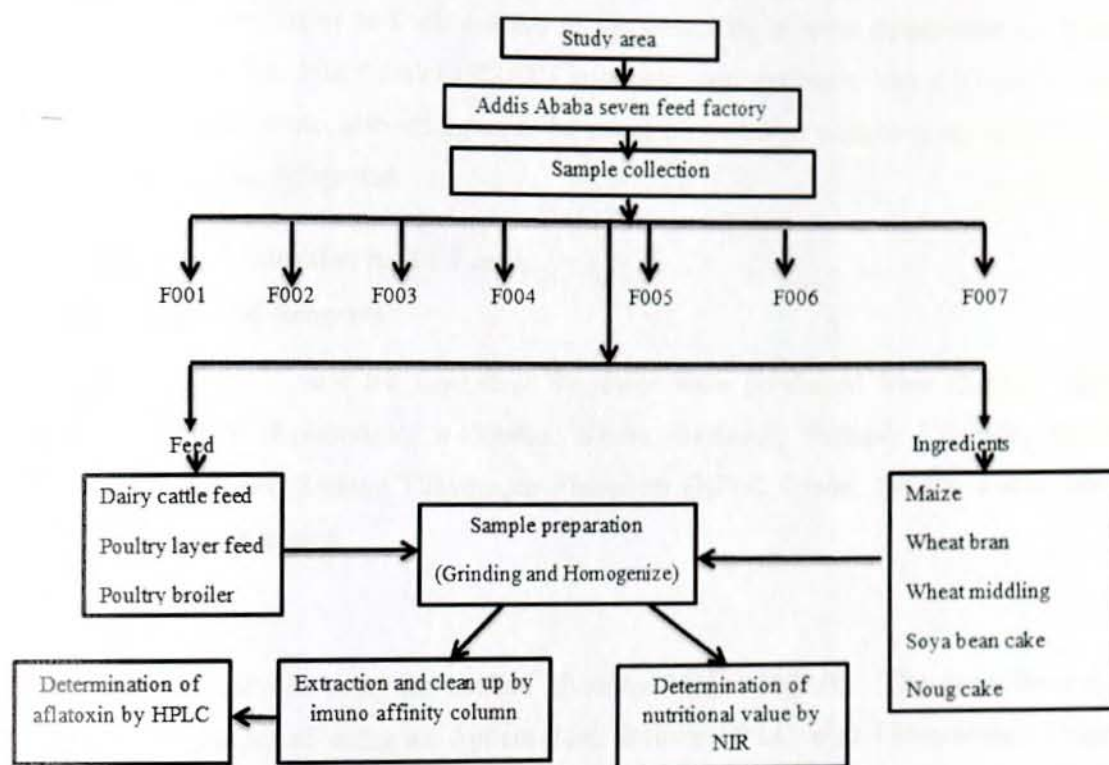 Study area
Addis Ababa seven feed factory
Sample collection
F001 F002 F003 F004 F005 F006 F007
Feed
Ingredients
Dairy cattle feed
Poultry layer feed
Poultry broiler
Sample preparation
(Grinding and Homogenize)
Maize
Wheat bran
Wheat middling
Soya bean cake
Noug cake
Determination of
aflatoxin by HPLC
Extraction and clean up by
imuno affinity column
Determination of
nutritional value by
NIR